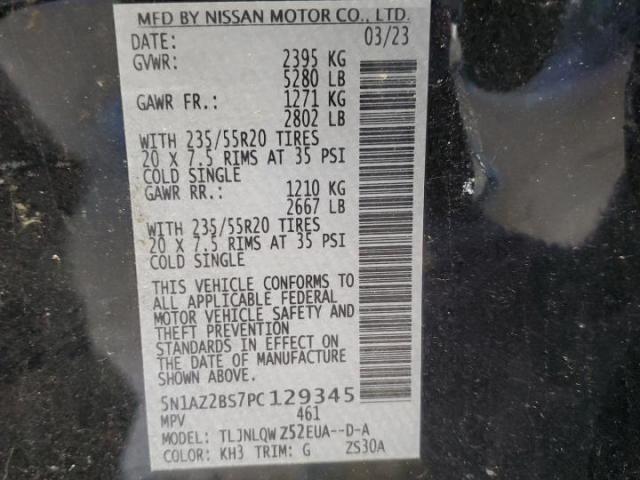 MFD BY NISSAN MOTOR CO., LTD.
DATE: 03/23
GVWR: 2395 KG
5280 LB
GAWR FR.: 1271 KG
2802 LB
WITH 235/55R20 TIRES
20 X 7.5 RIMS AT 35 PSI
COLD SINGLE
GAWR RR.: 1210 KG
2667 LB
WITH 235/55R20 TIRES
20 X 7.5 RIMS AT 35 PSI
COLD SINGLE
THIS VEHICLE CONFORMS TO
ALL APPLICABLE FEDERAL
MOTOR VEHICLE SAFETY AND
THEFT PREVENTION
STANDARDS IN EFFECT ON
THE DATE OF MANUFACTURE
SHOWN ABOVE.
5N1AZ2BS7PC129345
MPV 461
MODEL: TLJNLQW Z52EUA--D-A
COLOR: KH3 TRIM: G ZS30A